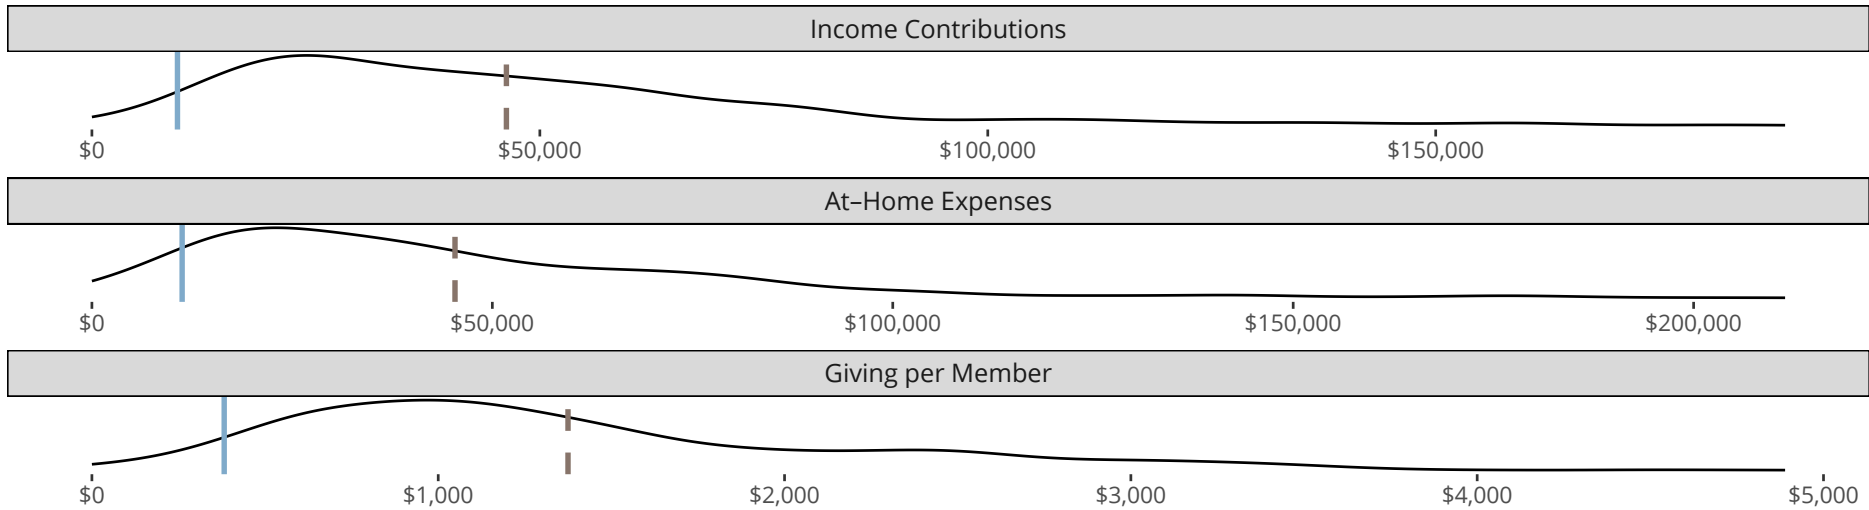 Income Contributions
$0 $50,000 $100,000 $150,000
At–Home Expenses
$0 $50,000 $100,000 $150,000 $200,000
Giving per Member
$0 $1,000 $2,000 $3,000 $4,000 $5,000